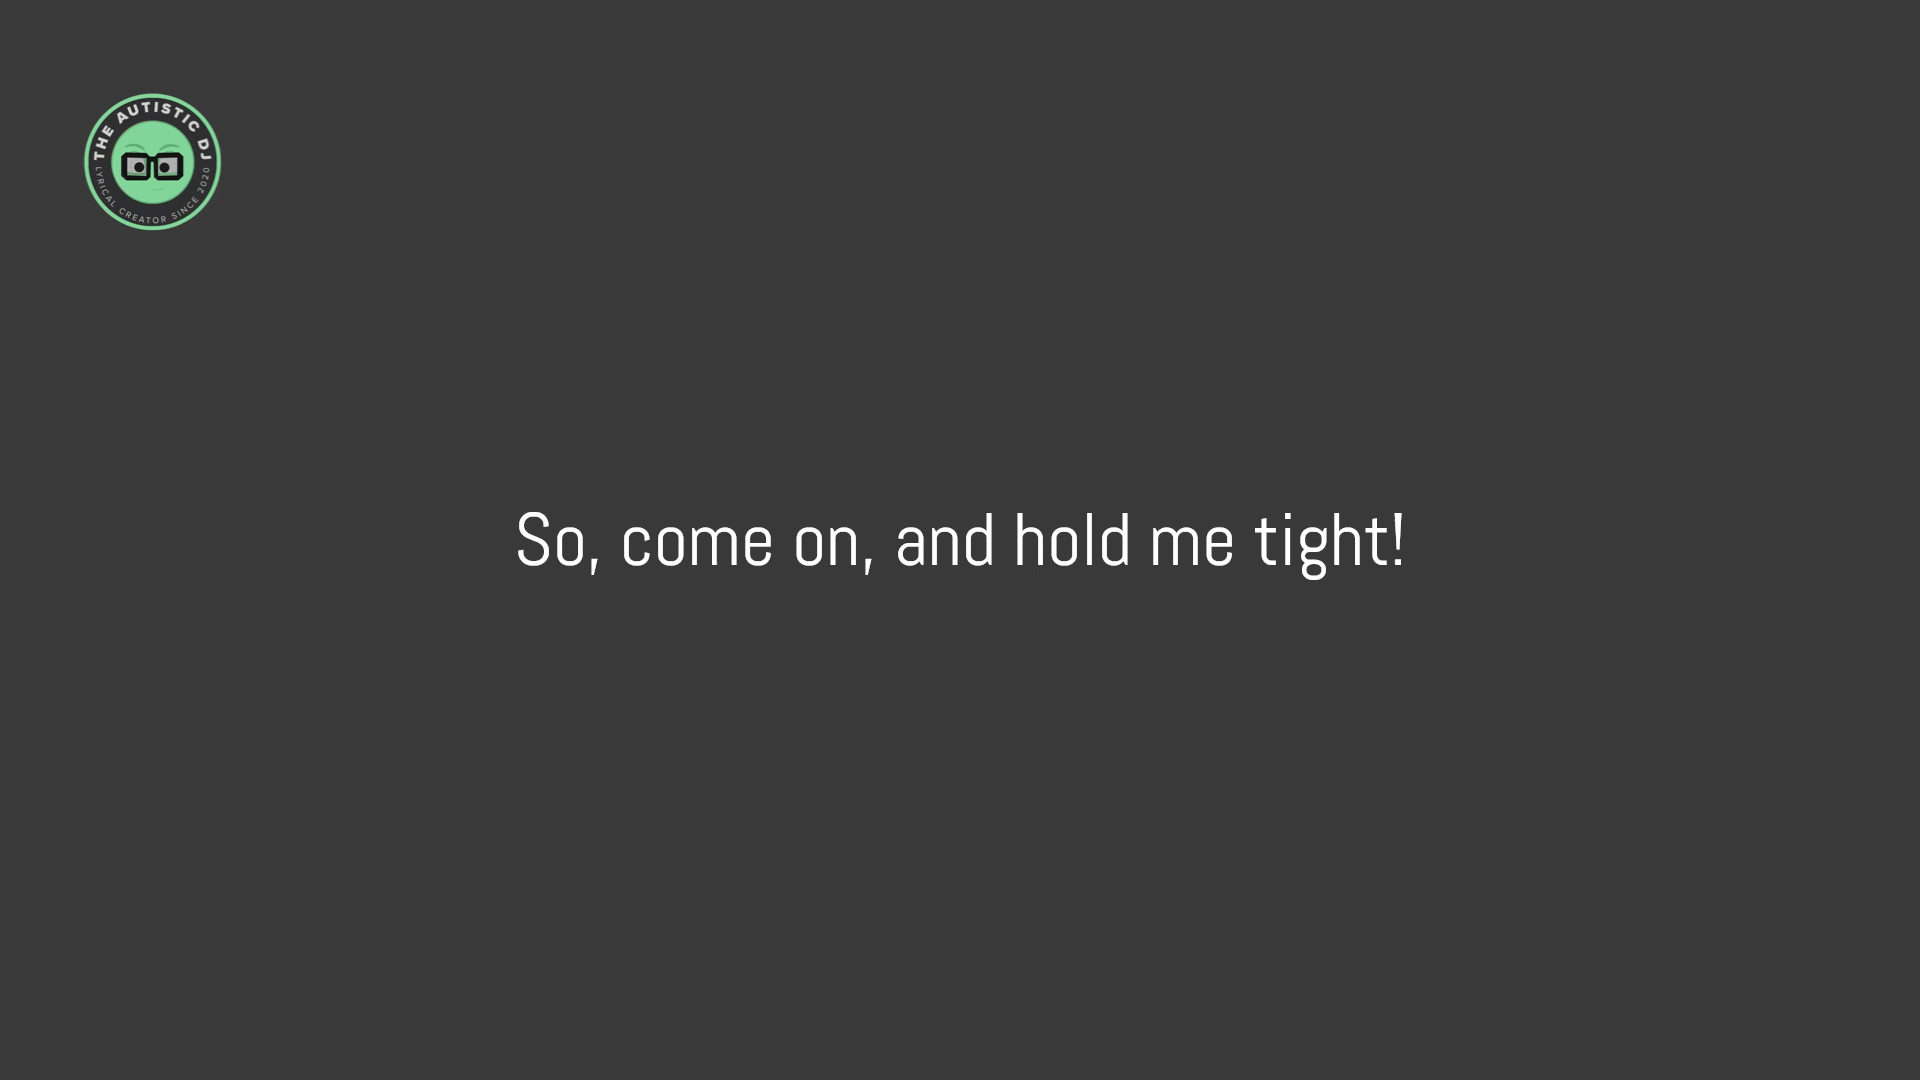 THE AUTISTIC DJ
LYRICAL CREATOR SINCE 2020
So, come on, and hold me tight!